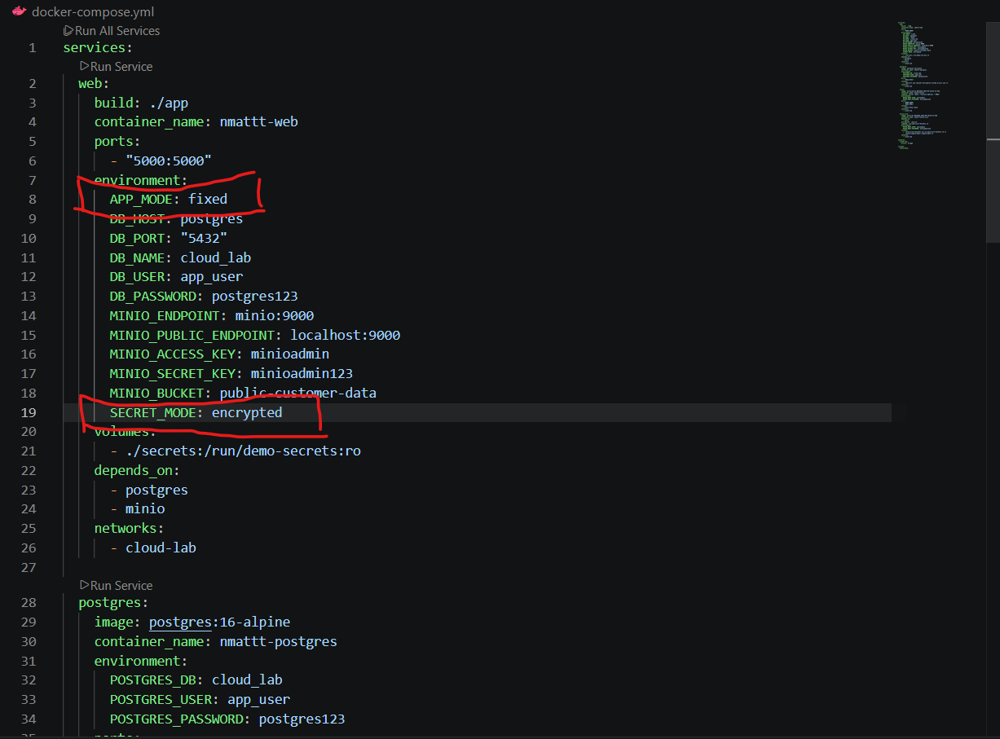 docker-compose.yml
Run All Services
1 services:
Run Service
2 web:
3 build: ./app
4 container_name: nmattt-web
5 ports:
6 - "5000:5000"
7 environment:
8 APP_MODE: fixed
9 DB_HOST: postgres
10 DB_PORT: "5432"
11 DB_NAME: cloud_lab
12 DB_USER: app_user
13 DB_PASSWORD: postgres123
14 MINIO_ENDPOINT: minio:9000
15 MINIO_PUBLIC_ENDPOINT: localhost:9000
16 MINIO_ACCESS_KEY: minioadmin
17 MINIO_SECRET_KEY: minioadmin123
18 MINIO_BUCKET: public-customer-data
19 SECRET_MODE: encrypted
20 volumes:
21 - ./secrets:/run/demo-secrets:ro
22 depends_on:
23 - postgres
24 - minio
25 networks:
26 - cloud-lab
27
Run Service
28 postgres:
29 image: postgres:16-alpine
30 container_name: nmattt-postgres
31 environment:
32 POSTGRES_DB: cloud_lab
33 POSTGRES_USER: app_user
34 POSTGRES_PASSWORD: postgres123